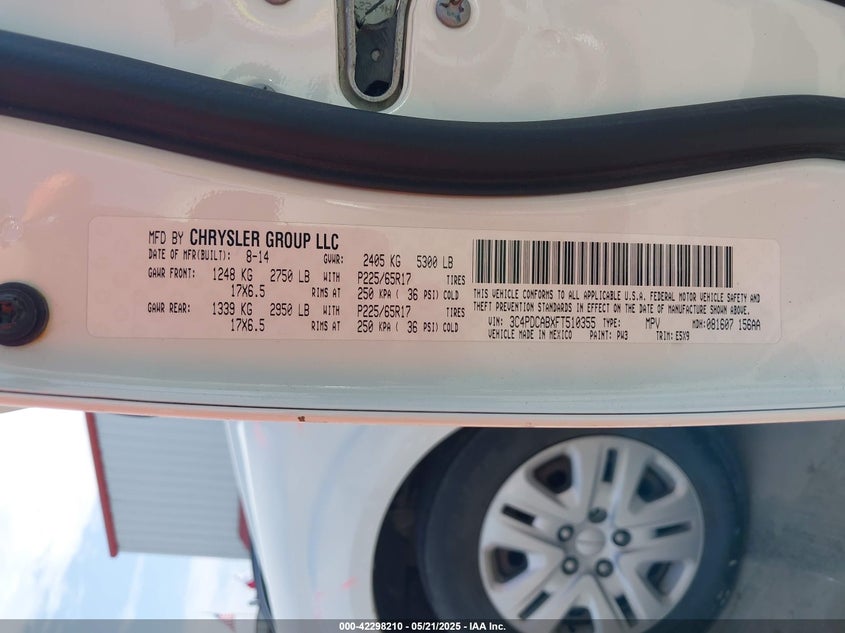 MFD BY CHRYSLER GROUP LLC
DATE OF MFR(BUILT): 8-14 GVWR: 2405 KG 5300 LB
GAWR FRONT: 1248 KG 2750 LB WITH P225/65R17 TIRES
17X6.5 RIMS AT 250 KPA ( 36 PSI) COLD
GAWR REAR: 1339 KG 2950 LB WITH P225/65R17 TIRES
17X6.5 RIMS AT 250 KPA ( 36 PSI) COLD
THIS VEHICLE CONFORMS TO ALL APPLICABLE U.S.A. FEDERAL MOTOR VEHICLE SAFETY AND
THEFT PREVENTION STANDARDS IN EFFECT ON THE DATE OF MANUFACTURE SHOWN ABOVE
VIN: 3C4PDCABXFT510355 TYPE: MPV MDH: 081607 156AA
VEHICLE MADE IN MEXICO PAINT: PW3 TRIM: E5X9
000-42298210 - 05/21/2025 - IAA Inc.